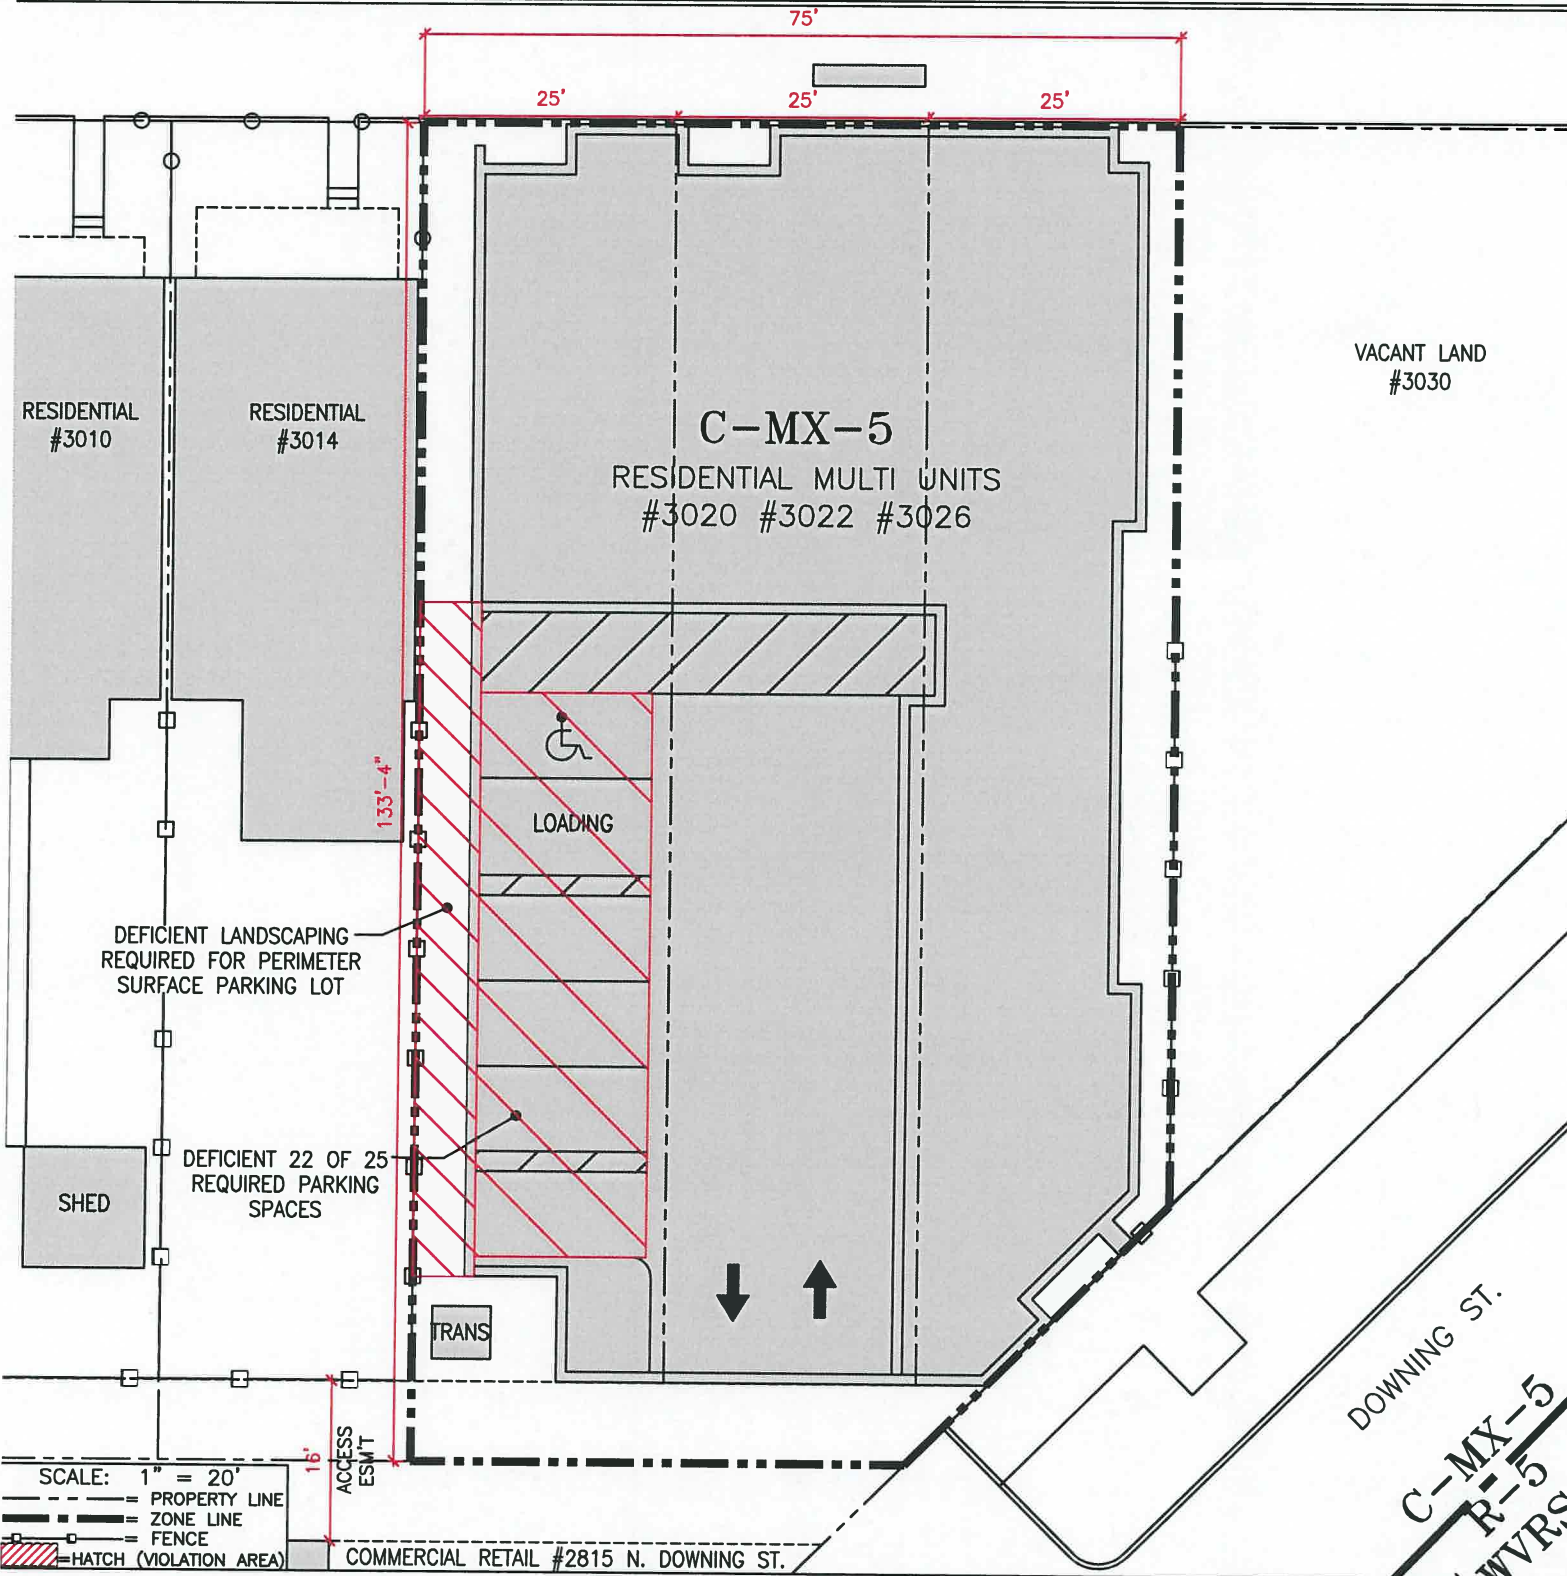 75'
25'
25'
25'
VACANT LAND
#3030
RESIDENTIAL
#3010
RESIDENTIAL
#3014
C-MX-5
RESIDENTIAL MULTI UNITS
#3020 #3022 #3026
133'-4"
LOADING
DEFICIENT LANDSCAPING
REQUIRED FOR PERIMETER
SURFACE PARKING LOT
DEFICIENT 22 OF 25
REQUIRED PARKING
SPACES
SHED
TRANS
DOWNING ST.
C-MX-5
R-5
WVRS
16'
ACCESS
ESM'T
SCALE: 1" = 20'
= PROPERTY LINE
= ZONE LINE
= FENCE
=HATCH (VIOLATION AREA)
COMMERCIAL RETAIL #2815 N. DOWNING ST.